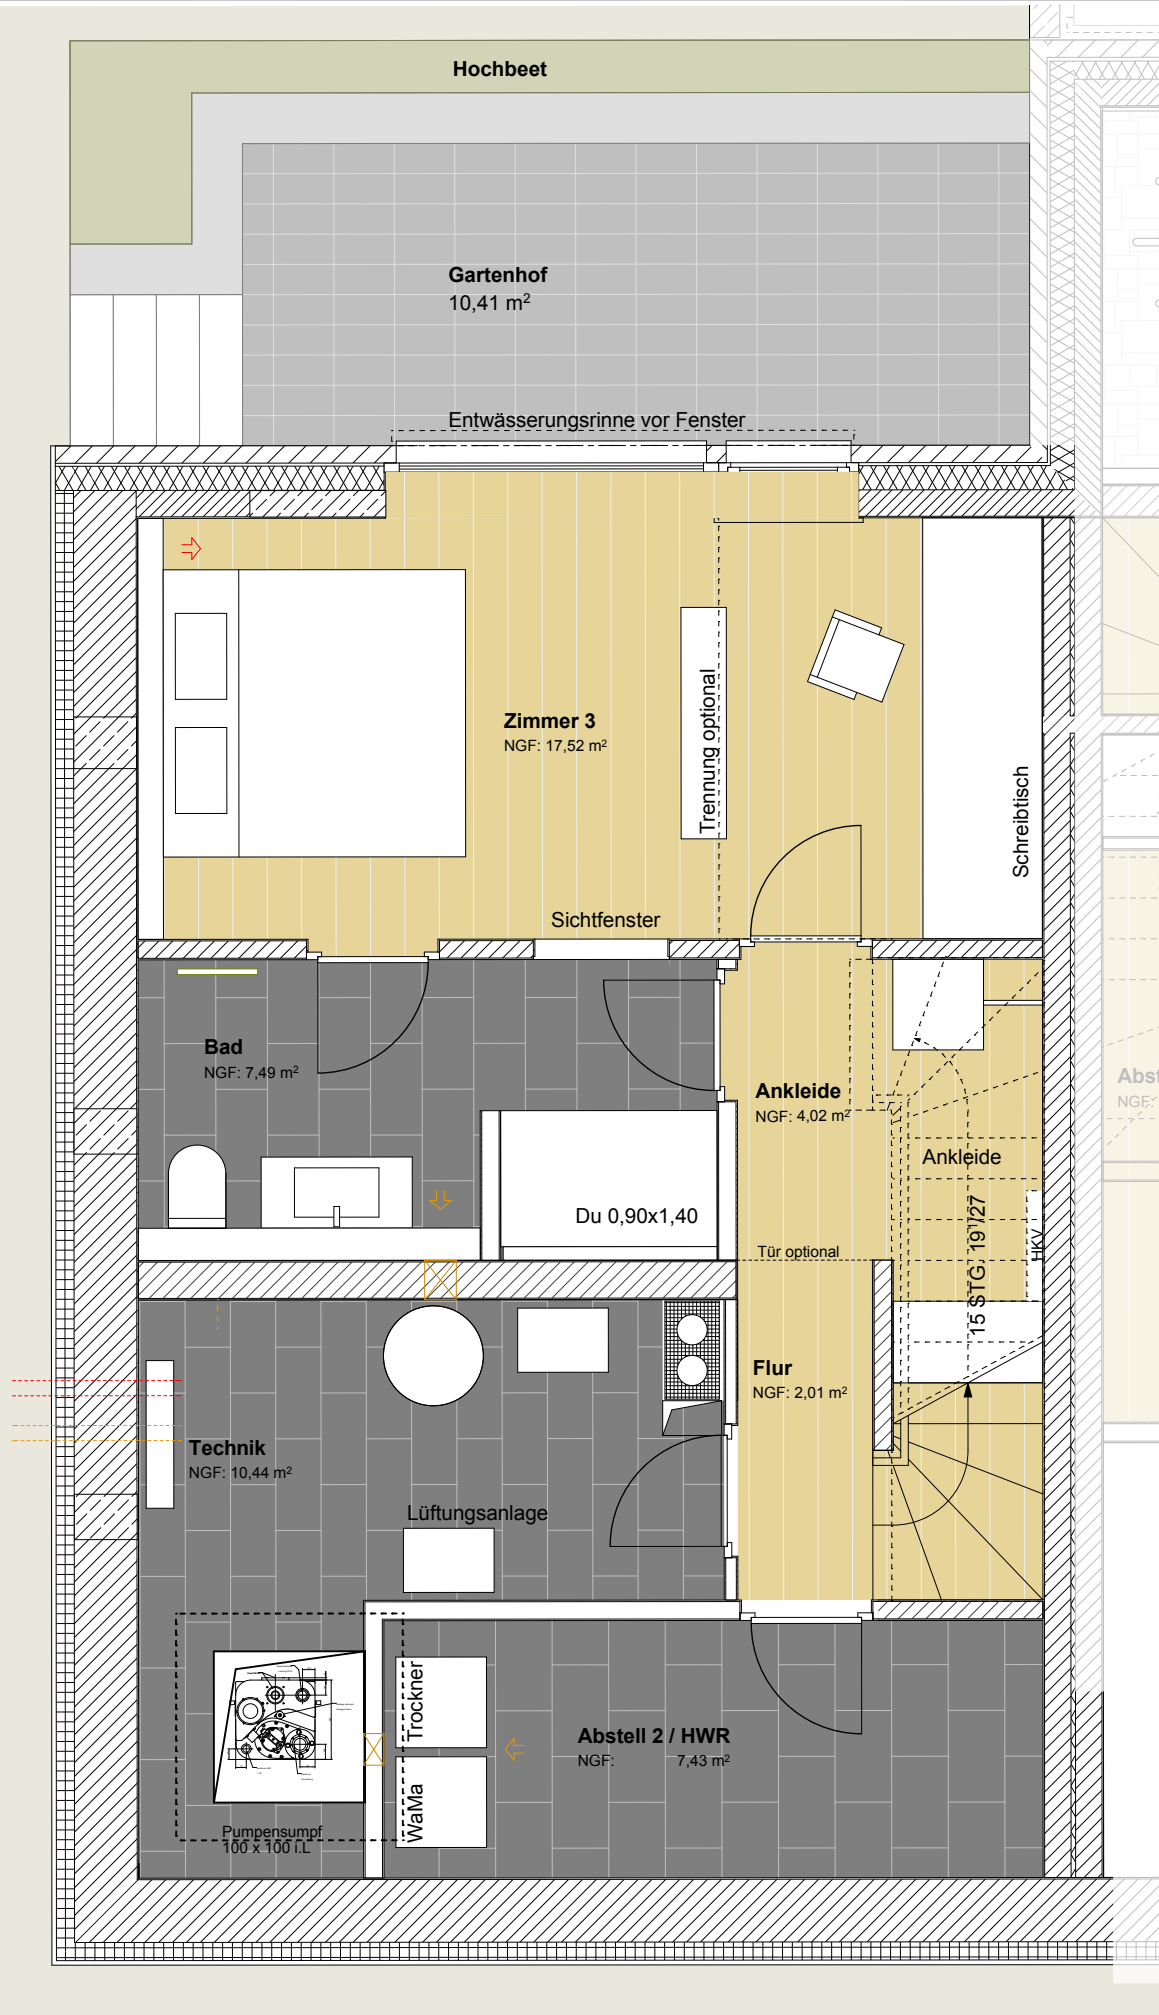 Hochbeet
Gartenhof
10,41 m²
Entwässerungsrinne vor Fenster
Zimmer 3
NGF: 17,52 m²
Trennung optional
Schreibtisch
Sichtfenster
Bad
NGF: 7,49 m²
Ankleide
NGF: 4,02 m²
Ankleide
Abst
NGF:
Du 0,90x1,40
Tür optional
HKV
15 STG. 19¹/27
Flur
NGF: 2,01 m²
Technik
NGF: 10,44 m²
Lüftungsanlage
Trockner
WaMa
Abstell 2 / HWR
NGF: 7,43 m²
Pumpensumpf
100 x 100 i.L